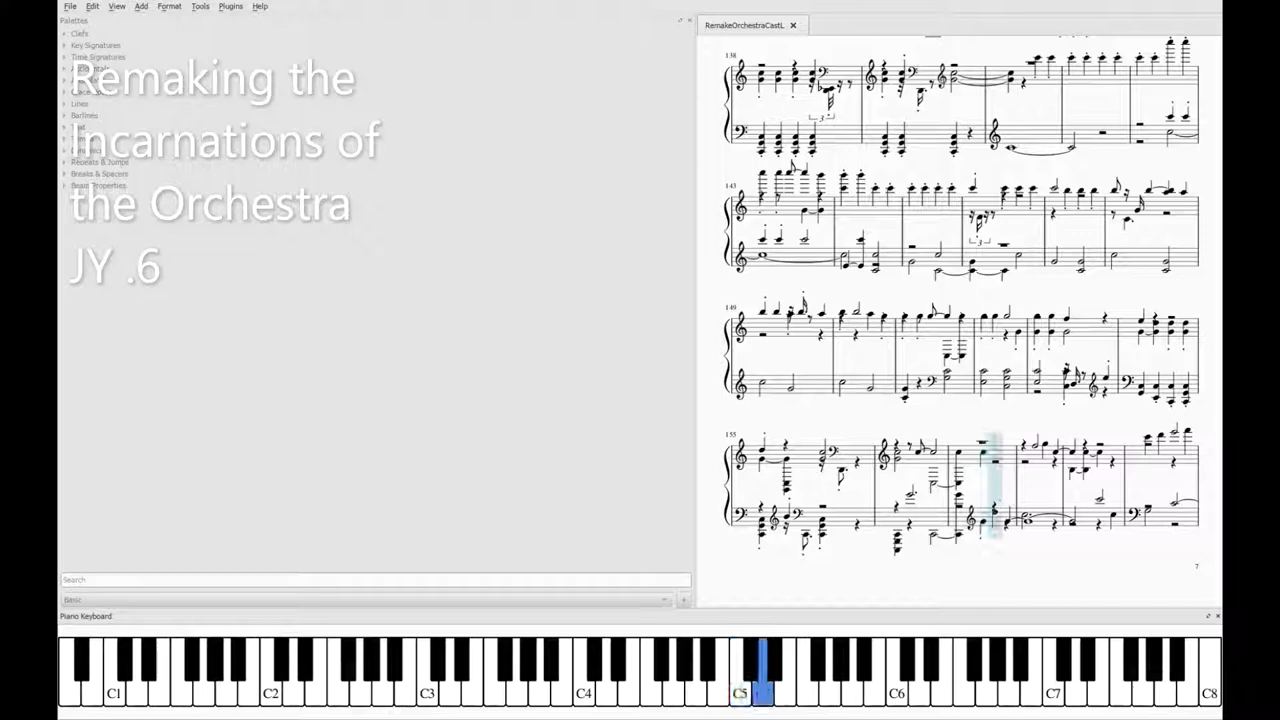 File Edit View Add Format Tools Plugins Help
Palettes
RemakeOrchestraCastL
Clefs
Key Signatures
Time Signatures
Remaking the
Incarnations of
the Orchestra
JY .6
Lines
Barlines
Repeats & Jumps
Breaks & Spacers
Beam Properties
138
3
143
3
149
155
7
Search
Basic
Piano Keyboard
C1 C2 C3 C4 C5 C6 C7 C8